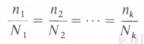 n₁/N₁ = n₂/N₂ = ⋯ = nₖ/Nₖ